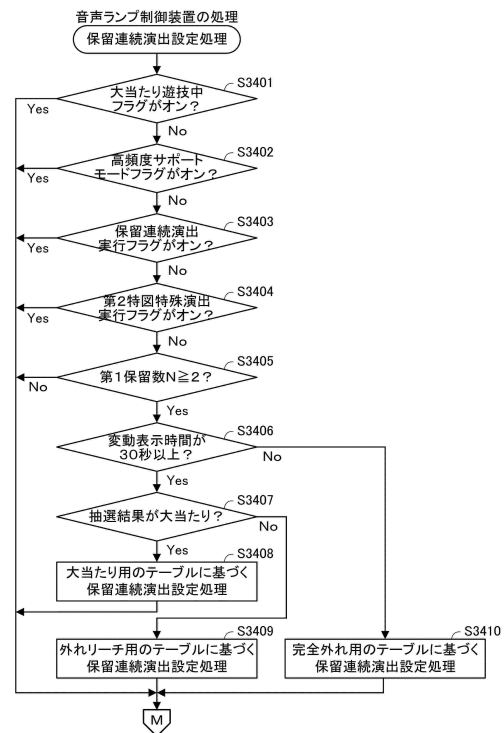 音声ランプ制御装置の処理
保留連続演出設定処理
S3401
大当たり遊技中
フラグがオン？
Yes
No
S3402
高頻度サポート
モードフラグがオン？
Yes
No
S3403
保留連続演出
実行フラグがオン？
Yes
No
S3404
第2特図特殊演出
実行フラグがオン？
Yes
No
S3405
第1保留数N≧2？
No
Yes
S3406
変動表示時間が
30秒以上？
No
Yes
S3407
抽選結果が大当たり？
No
Yes
S3408
大当たり用のテーブルに基づく
保留連続演出設定処理
S3409
外れリーチ用のテーブルに基づく
保留連続演出設定処理
S3410
完全外れ用のテーブルに基づく
保留連続演出設定処理
M